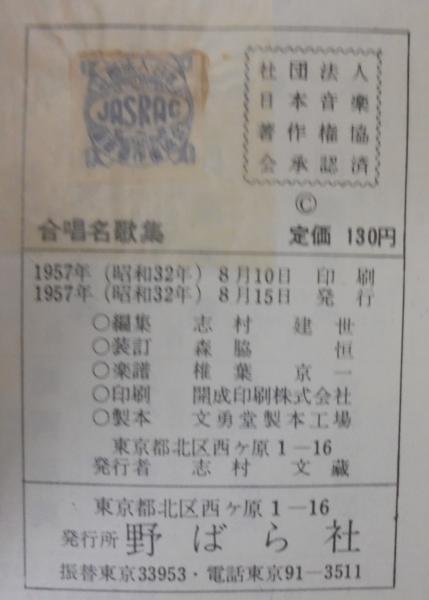 JASRAC
社団法人
日本音楽
著作権協
会承認済
©
合唱名歌集 定価 130円
1957年（昭和32年）8月10日 印刷
1957年（昭和32年）8月15日 発行
○編集 志村 建世
○装訂 森脇 恒
○楽譜 椎葉 京一
○印刷 開成印刷株式会社
○製本 文勇堂製本工場
東京都北区西ケ原1－16
発行者 志村 文蔵
東京都北区西ケ原1－16
発行所 野ばら社
振替東京33953・電話東京91－3511